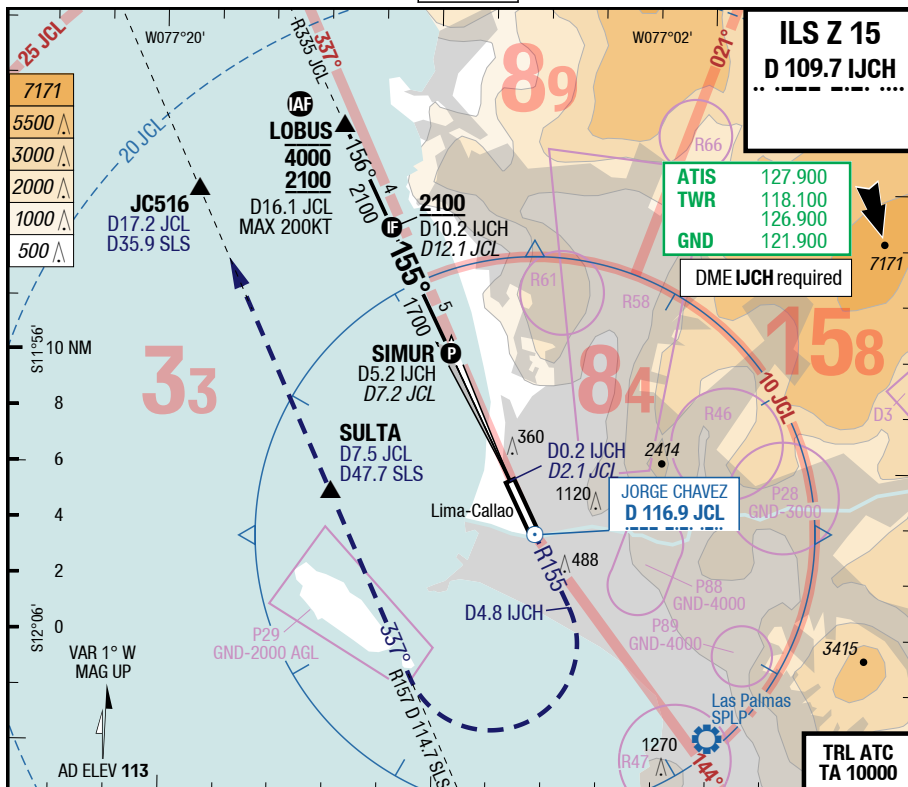 ILS Z 15
D 109.7 IJCH
ATIS 127.900
TWR 118.100
126.900
GND 121.900
DME IJCH required
7171
7171
5500
3000
2000
1000
500
25 JCL
W077°20'
R335 JCL
337°
W077°02'
021°
20 JCL
89
R66
IAF
LOBUS
4000
2100
D16.1 JCL
MAX 200KT
156°
2100
4
JC516
D17.2 JCL
D35.9 SLS
IF
2100
D10.2 IJCH
D12.1 JCL
155°
1700
5
R61
R58
S11°56'
10 NM
8
6
4
2
0
S12°06'
33
SIMUR
P
D5.2 IJCH
D7.2 JCL
84
158
10 JCL
D3
R46
SULTA
D7.5 JCL
D47.7 SLS
360
D0.2 IJCH
D2.1 JCL
2414
1120
Lima-Callao
JORGE CHAVEZ
D 116.9 JCL
P28
GND-3000
R155
488
D4.8 IJCH
P88
GND-4000
P89
GND-4000
P29
GND-2000 AGL
337°
R157 D 114.7 SLS
3415
VAR 1° W
MAG UP
AD ELEV 113
Las Palmas
SPLP
1270
R47
144°
TRL ATC
TA 10000